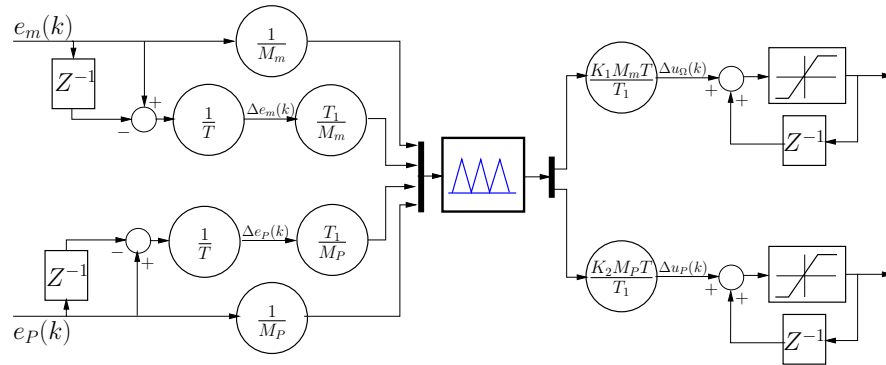 e_m(k)
Z^{-1}
+
−
1/T
Δe_m(k)
T_1/M_m
1/M_m
−
+
Z^{-1}
1/T
Δe_P(k)
T_1/M_P
e_P(k)
1/M_P
K_1 M_m T/T_1
Δu_Ω(k)
+
+
Z^{-1}
K_2 M_P T/T_1
Δu_P(k)
+
+
Z^{-1}